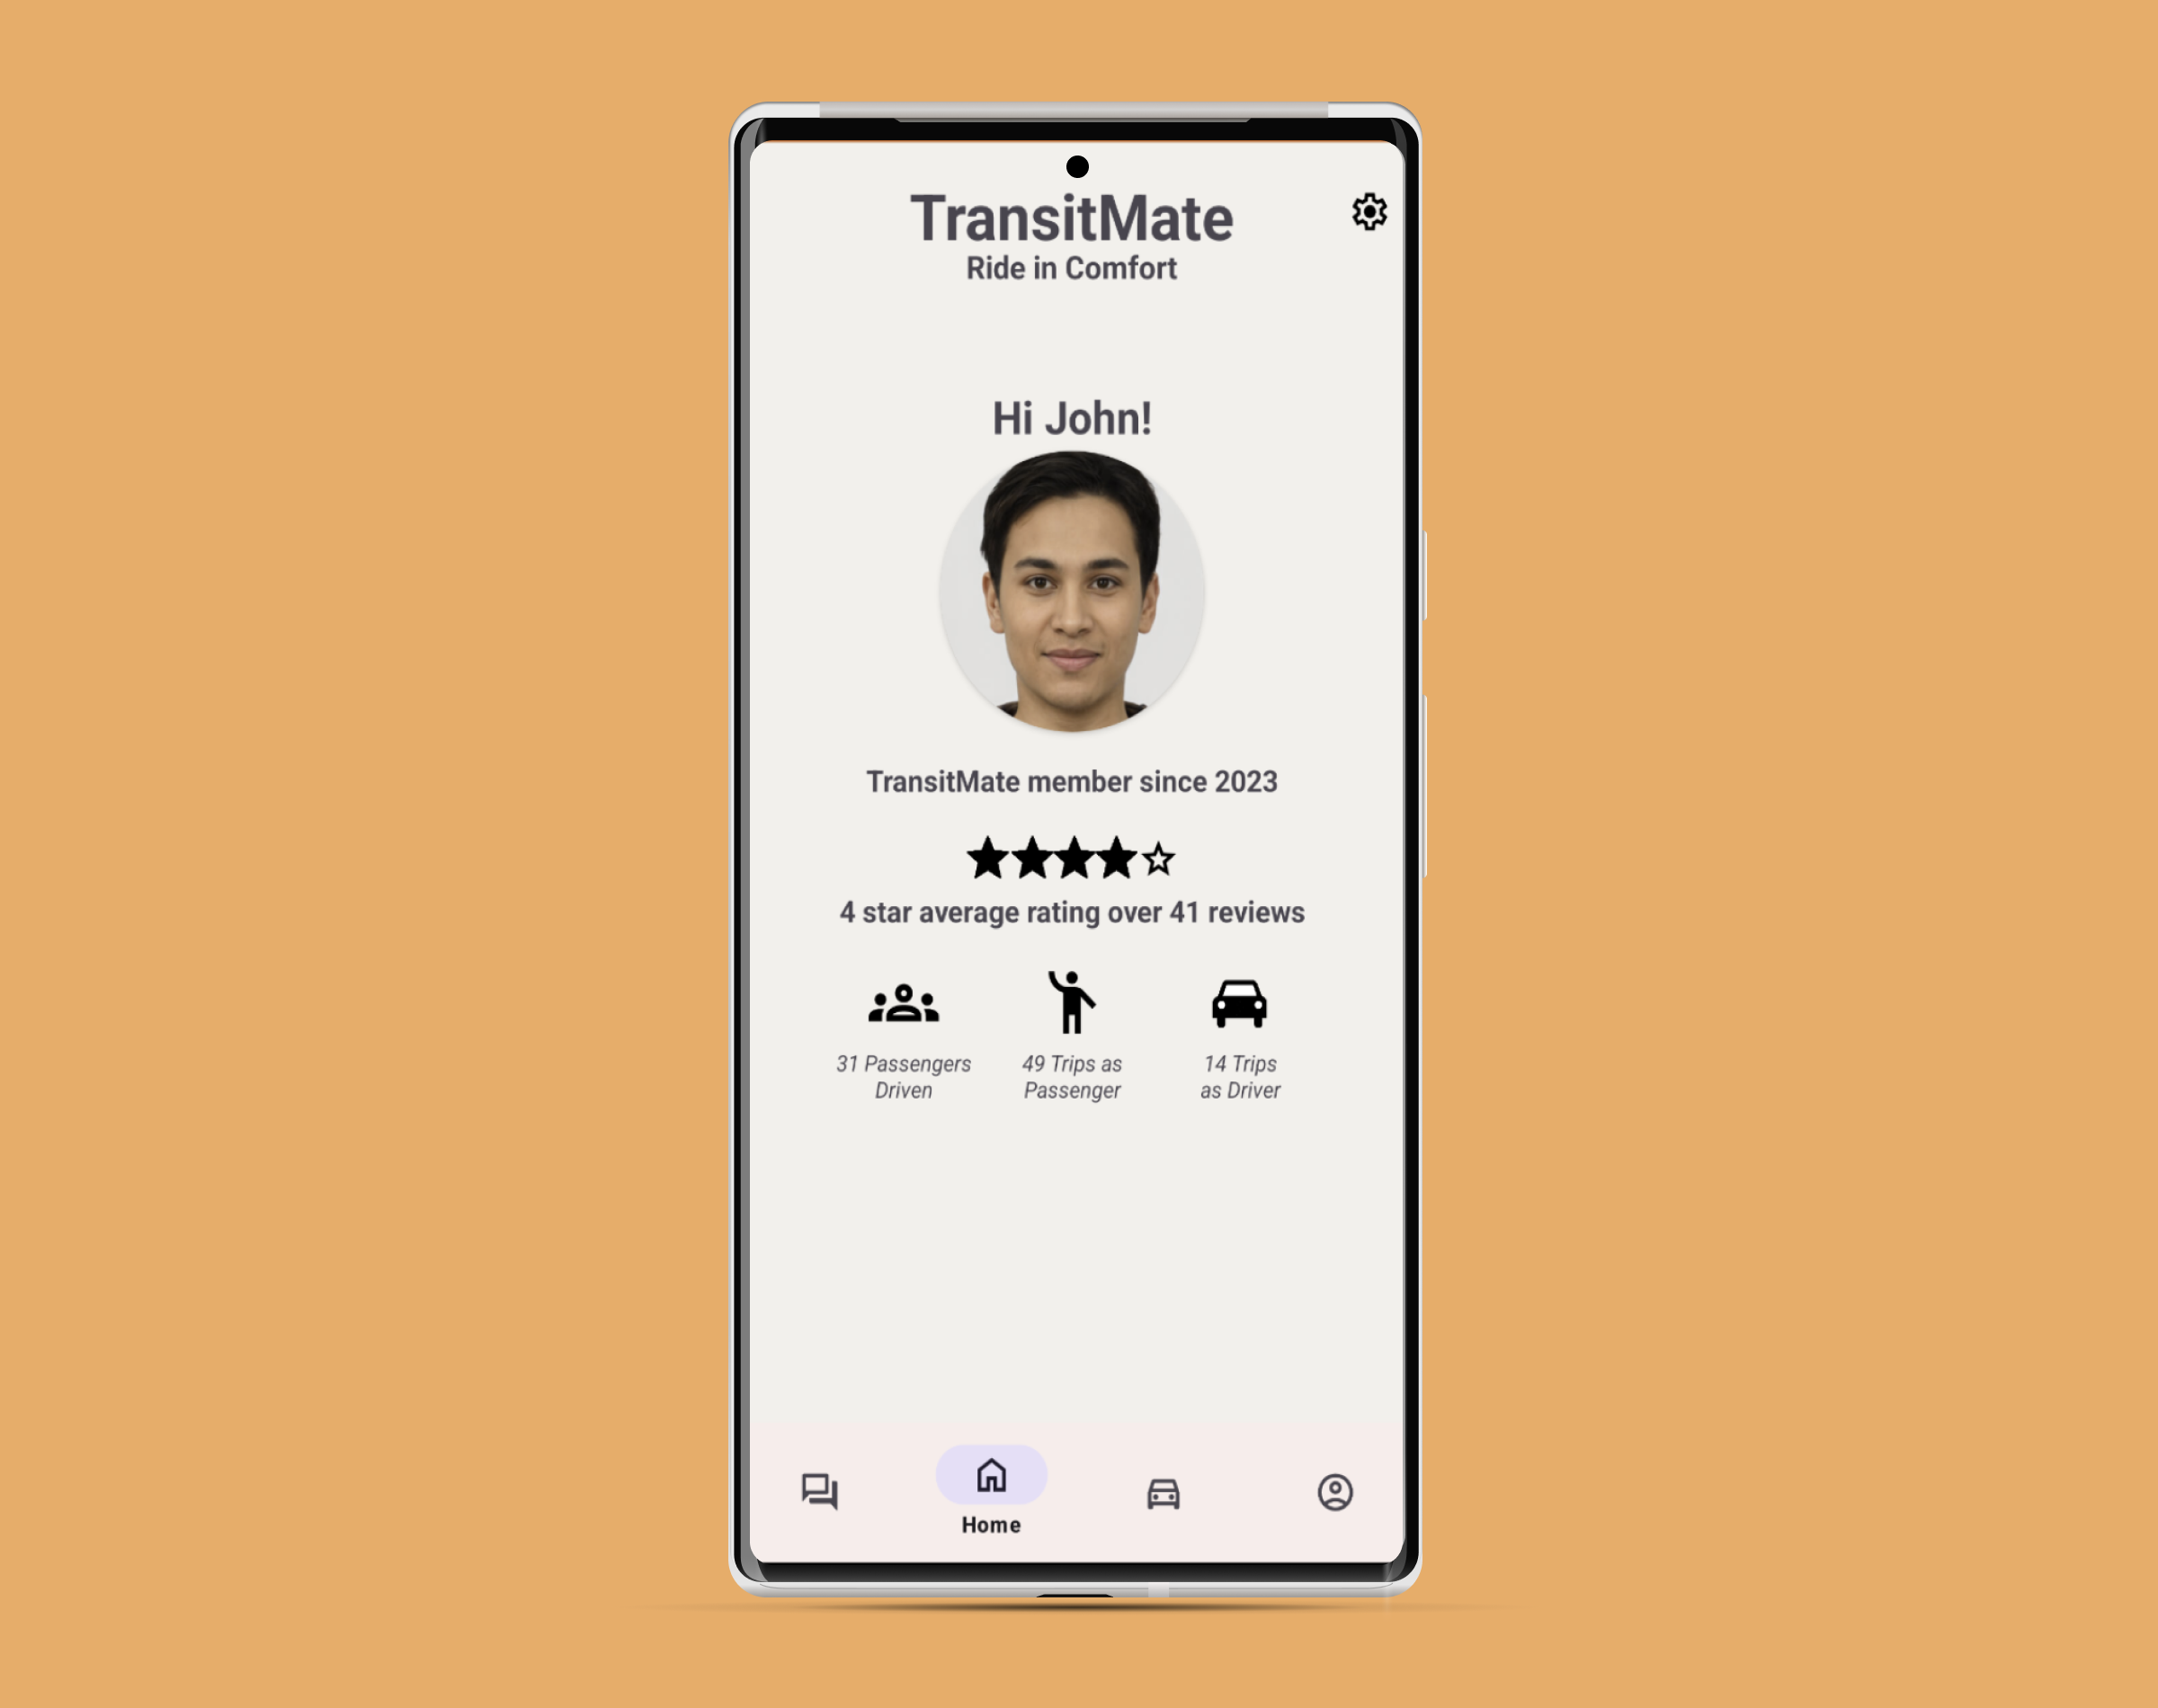 TransitMate
Ride in Comfort
Hi John!
TransitMate member since 2023
4 star average rating over 41 reviews
31 Passengers
Driven
49 Trips as
Passenger
14 Trips
as Driver
Home